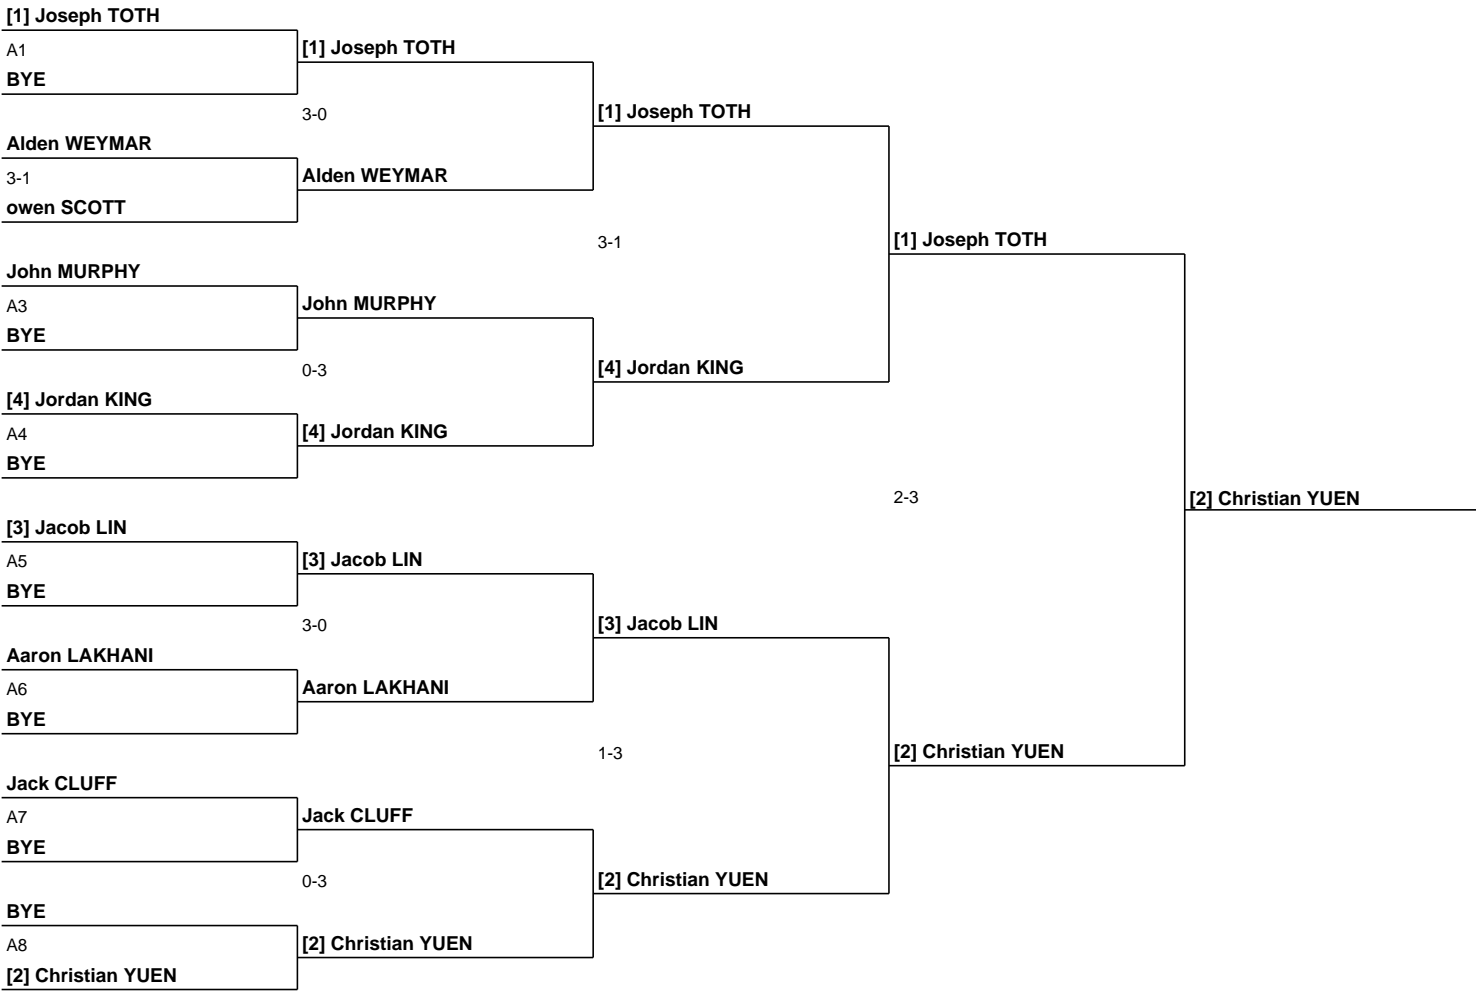 [1] Joseph TOTH
A1
BYE
Alden WEYMAR
3-1
owen SCOTT
John MURPHY
A3
BYE
[4] Jordan KING
A4
BYE
[3] Jacob LIN
A5
BYE
Aaron LAKHANI
A6
BYE
Jack CLUFF
A7
BYE
BYE
A8
[2] Christian YUEN
[1] Joseph TOTH
3-0
Alden WEYMAR
John MURPHY
0-3
[4] Jordan KING
[3] Jacob LIN
3-0
Aaron LAKHANI
Jack CLUFF
0-3
[2] Christian YUEN
[1] Joseph TOTH
3-1
[4] Jordan KING
[3] Jacob LIN
1-3
[2] Christian YUEN
[1] Joseph TOTH
2-3
[2] Christian YUEN
[2] Christian YUEN